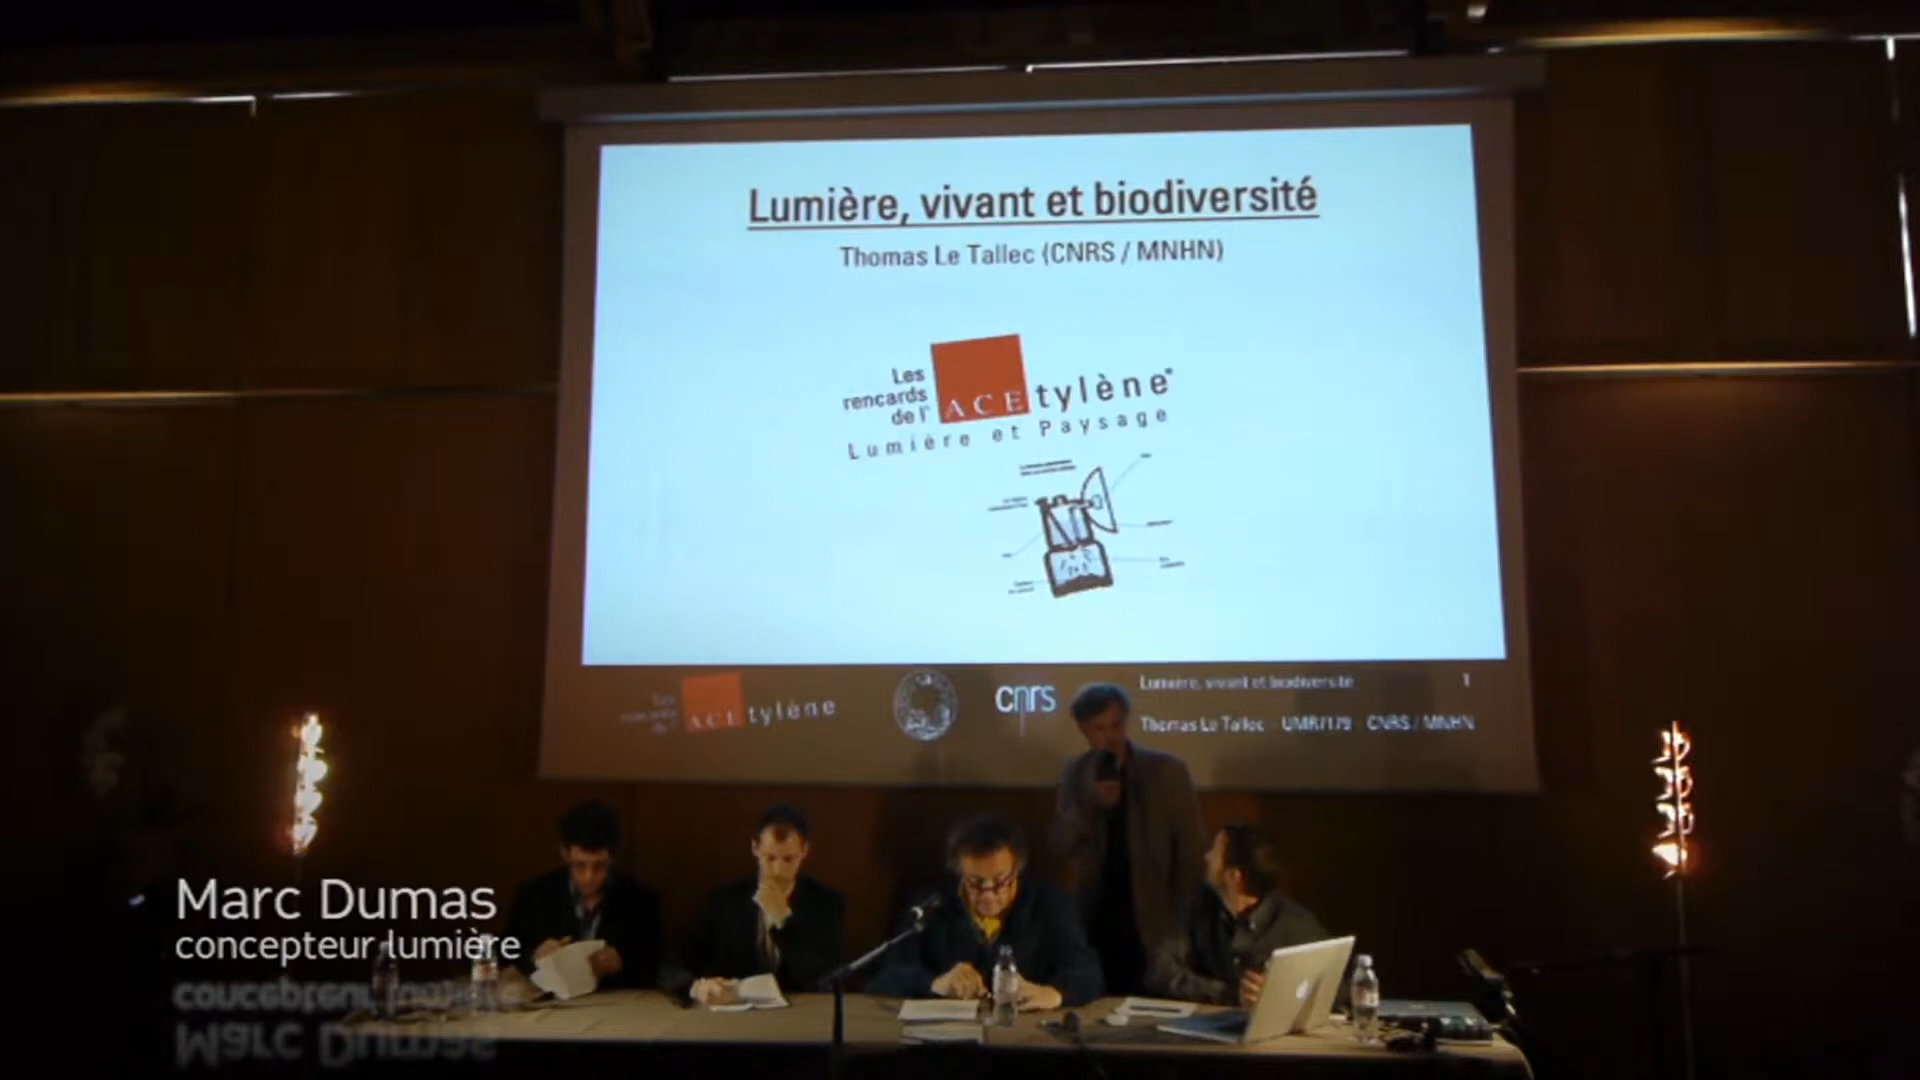 Lumière, vivant et biodiversité
Thomas Le Tallec (CNRS / MNHN)
Les
rencards
de l'
ACEtylène
Lumière et Paysage
ACEtylène
cnrs
Lumière, vivant et biodiversité
1
Thomas Le Tallec UMR7179 CNRS / MNHN
Marc Dumas
concepteur lumière